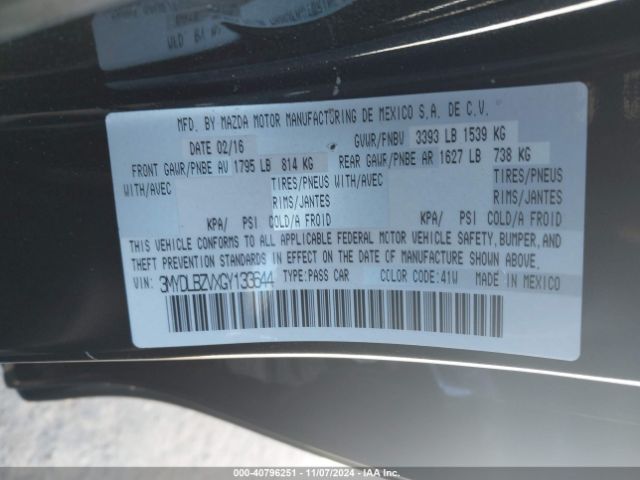 MFD. BY MAZDA MOTOR MANUFACTURING DE MEXICO S.A. DE C.V.
DATE 02/16 GVWR/PNBV 3393 LB 1539 KG
FRONT GAWR/PNBE AV 1795 LB 814 KG REAR GAWR/PNBE AR 1627 LB 738 KG
WITH/AVEC TIRES/PNEUS WITH/AVEC TIRES/PNEUS
RIMS/JANTES RIMS/JANTES
KPA/ PSI COLD/A FROID KPA/ PSI COLD/A FROID
THIS VEHICLE CONFORMS TO ALL APPLICABLE FEDERAL MOTOR VEHICLE SAFETY, BUMPER, AND
THEFT PREVENTION STANDARDS IN EFFECT ON THE DATE OF MANUFACTURE SHOWN ABOVE.
VIN: 3MYDLBZVXGY133644 TYPE:PASS CAR COLOR CODE:41W MADE IN MEXICO
000-40796251 | 11/07/2024 | IAA Inc.